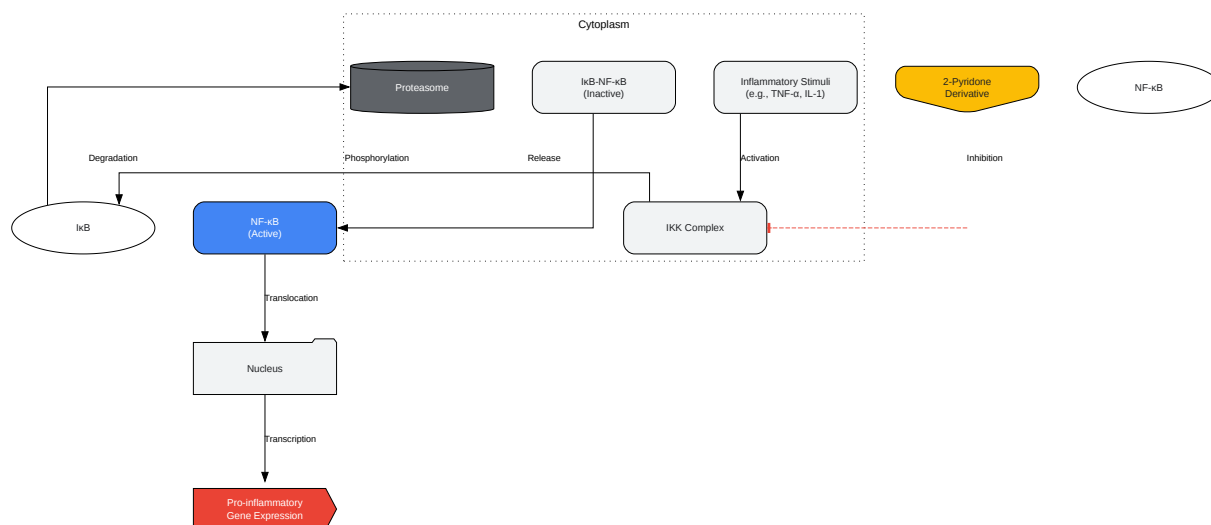 Cytoplasm
Proteasome
IκB-NF-κB
(Inactive)
Inflammatory Stimuli
(e.g., TNF-α, IL-1)
2-Pyridone
Derivative
NF-κB
Degradation
Phosphorylation
Release
Activation
Inhibition
IκB
NF-κB
(Active)
IKK Complex
Translocation
Nucleus
Transcription
Pro-inflammatory
Gene Expression